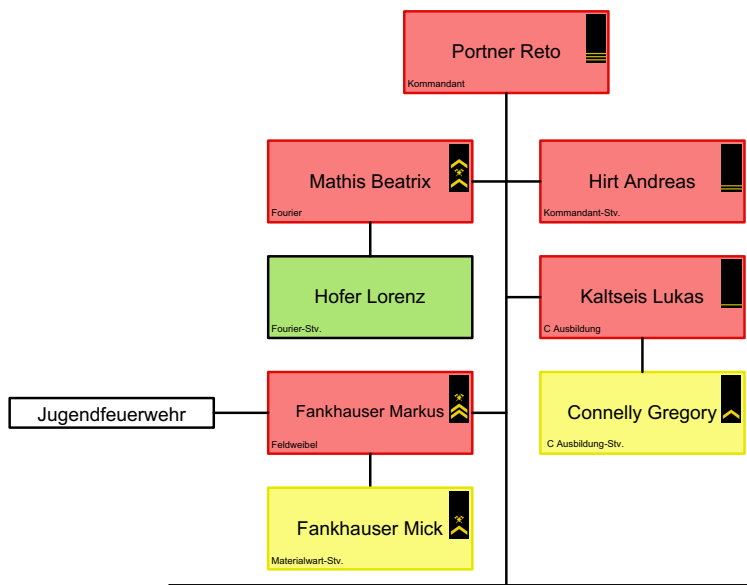 Portner Reto
Kommandant
Mathis Beatrix
Fourier
Hirt Andreas
Kommandant-Stv.
Hofer Lorenz
Fourier-Stv.
Kaltseis Lukas
C Ausbildung
Jugendfeuerwehr
Fankhauser Markus
Feldweibel
Connelly Gregory
C Ausbildung-Stv.
Fankhauser Mick
Materialwart-Stv.